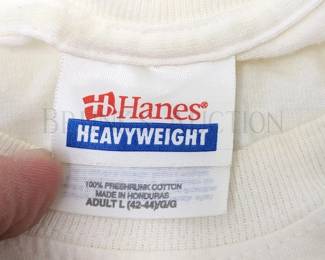 Hanes®
HEAVYWEIGHT
100% PRESHRUNK COTTON
MADE IN HONDURAS
ADULT L (42-44)/G/G